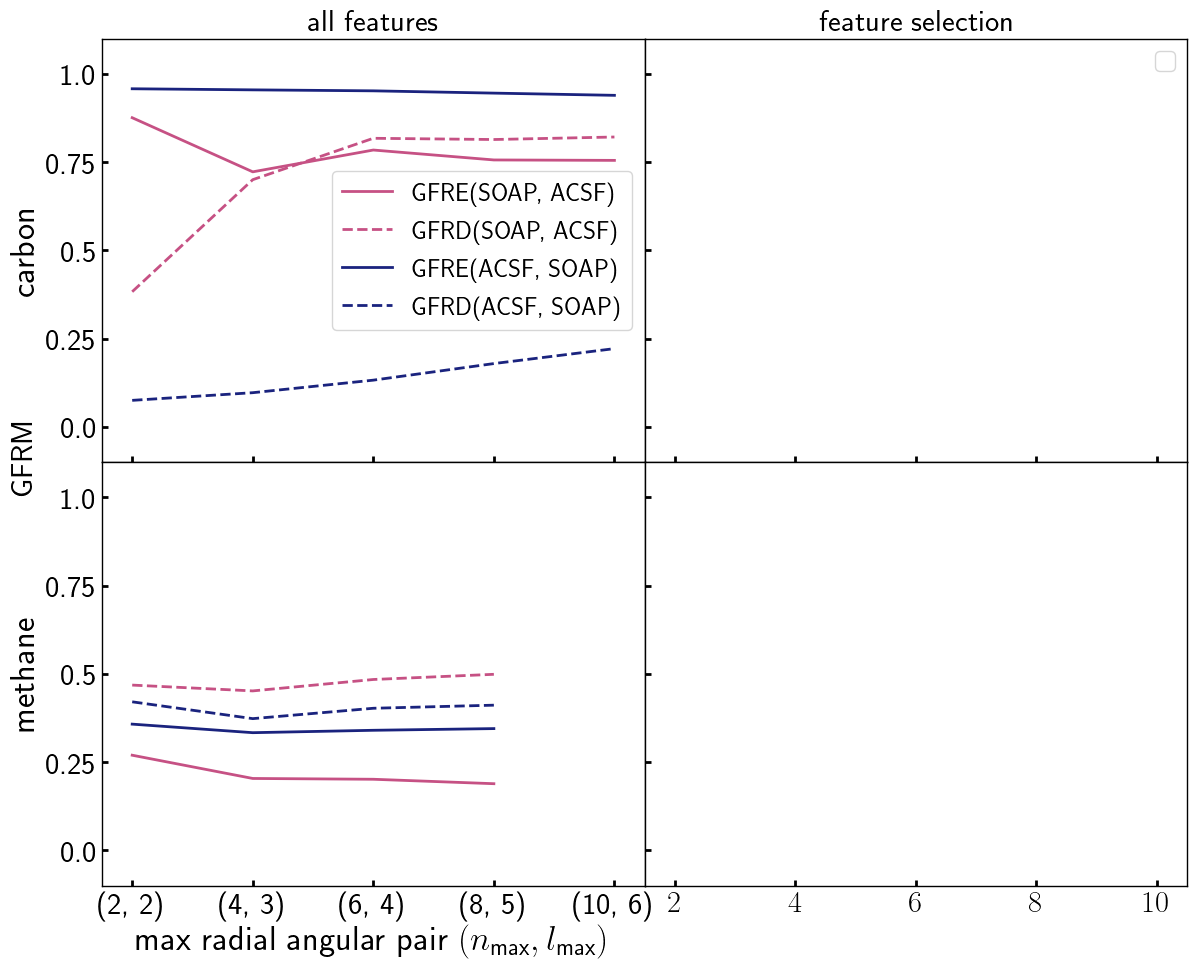 all features
feature selection
carbon
1.0
0.75
0.5
0.25
0.0
GFRE(SOAP, ACSF)
GFRD(SOAP, ACSF)
GFRE(ACSF, SOAP)
GFRD(ACSF, SOAP)
GFRM
methane
1.0
0.75
0.5
0.25
0.0
(2, 2) (4, 3) (6, 4) (8, 5) (10, 6) 2 4 6 8 10
max radial angular pair (n_max, l_max)